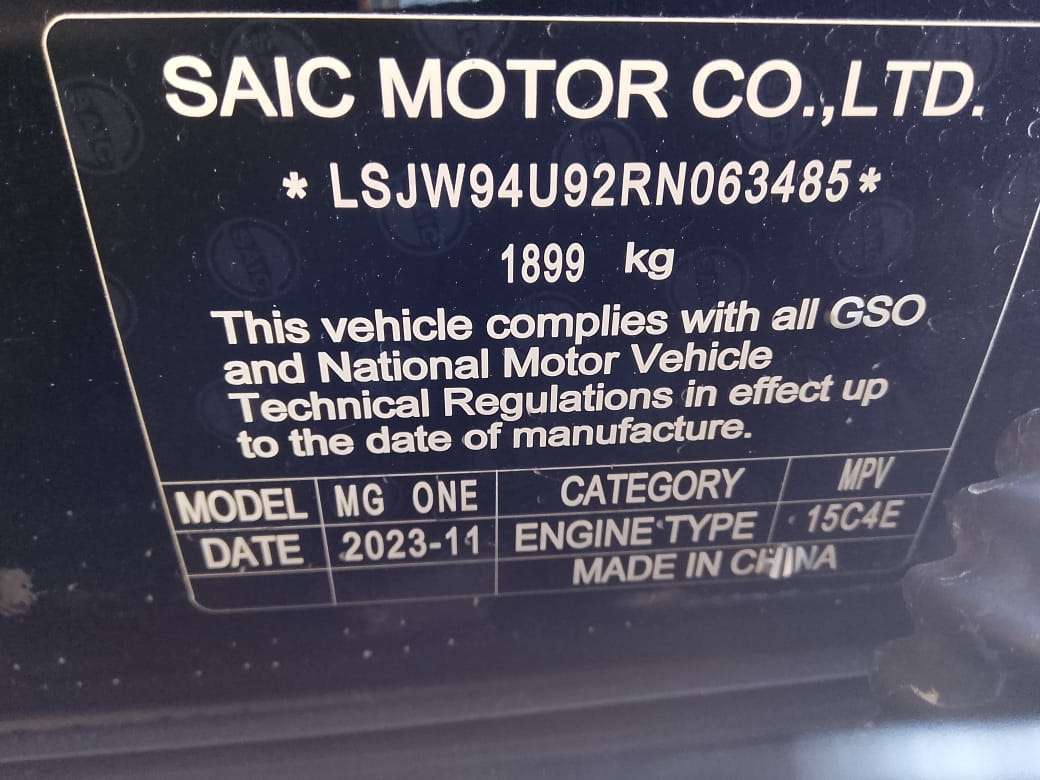 SAIC MOTOR CO.,LTD.
* LSJW94U92RN063485 *
1899 kg
This vehicle complies with all GSO
and National Motor Vehicle
Technical Regulations in effect up
to the date of manufacture.
MODEL MG ONE CATEGORY MPV
DATE 2023-11 ENGINE TYPE 15C4E
MADE IN CHINA